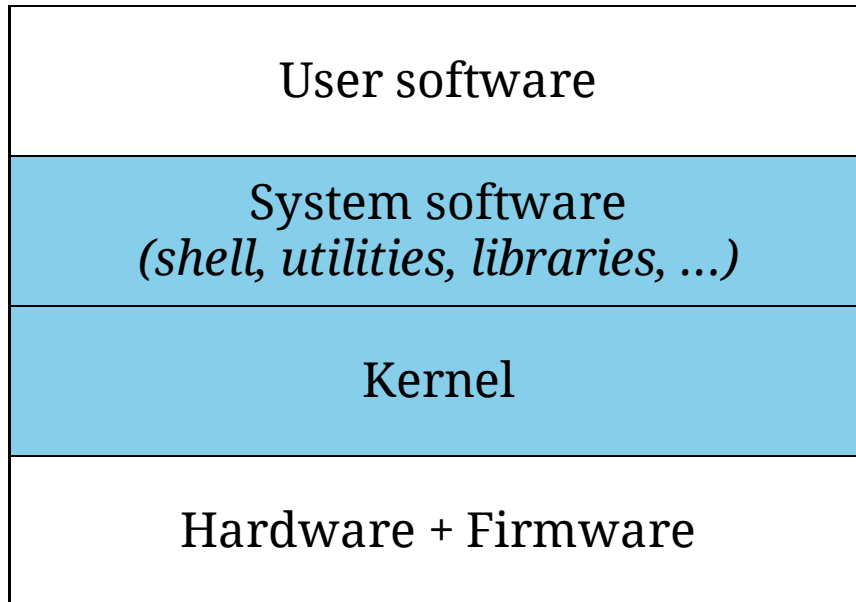 User software
System software
(shell, utilities, libraries, …)
Kernel
Hardware + Firmware